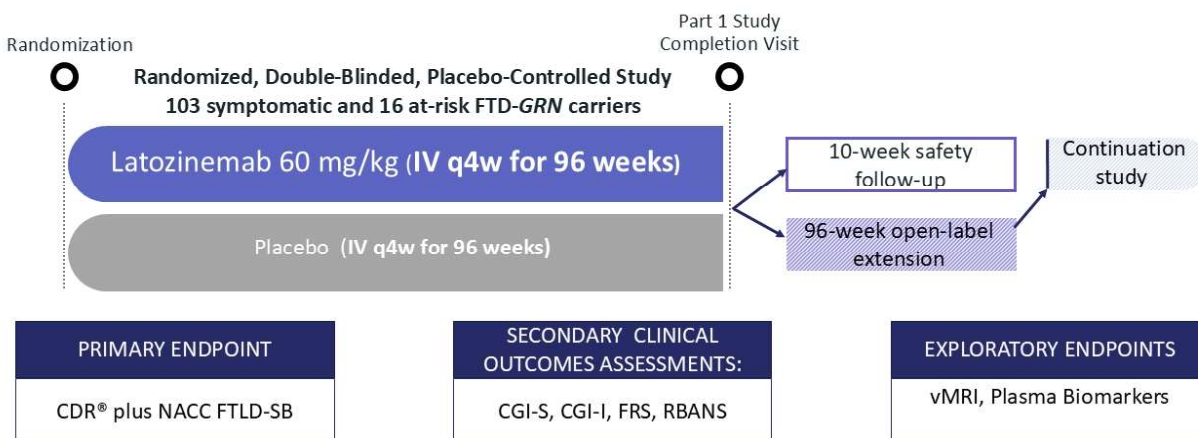 Randomization
Part 1 Study
Completion Visit
Randomized, Double-Blinded, Placebo-Controlled Study
103 symptomatic and 16 at-risk FTD-GRN carriers
Latozinemab 60 mg/kg (IV q4w for 96 weeks)
Placebo (IV q4w for 96 weeks)
10-week safety
follow-up
96-week open-label
extension
Continuation
study
PRIMARY ENDPOINT
CDR® plus NACC FTLD-SB
SECONDARY CLINICAL
OUTCOMES ASSESSMENTS:
CGI-S, CGI-I, FRS, RBANS
EXPLORATORY ENDPOINTS
vMRI, Plasma Biomarkers